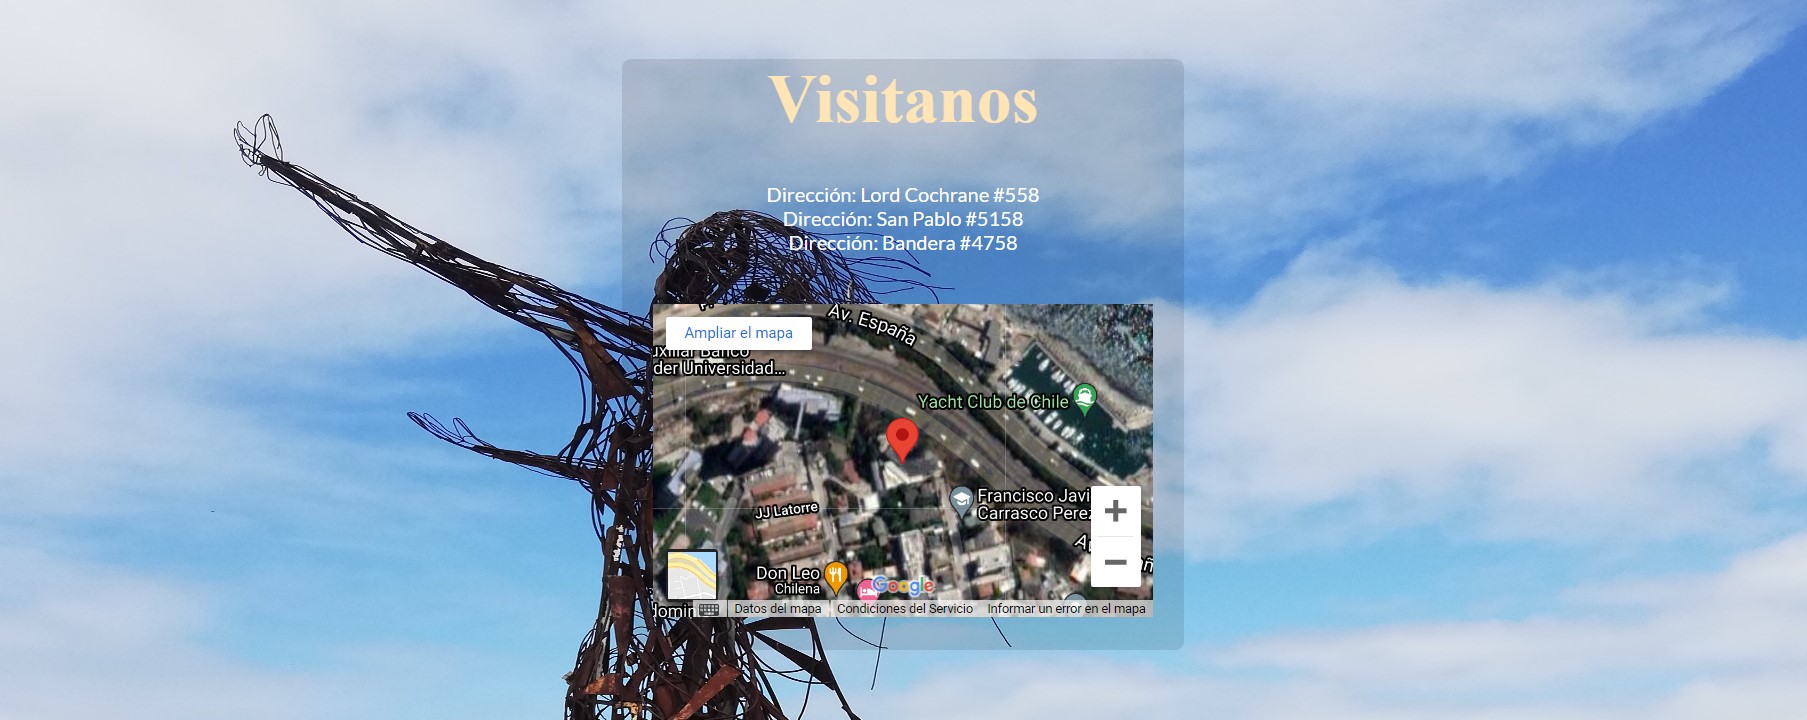 Visitanos
Dirección: Lord Cochrane #558
Dirección: San Pablo #5158
Dirección: Bandera #4758
Av. España
Ampliar el mapa
Banco
der Universidad...
Yacht Club de Chile
Francisco Javi
Carrasco Perez
JJ Latorre
Don Leo
Chilena
Google
Datos del mapa
Condiciones del Servicio
Informar un error en el mapa